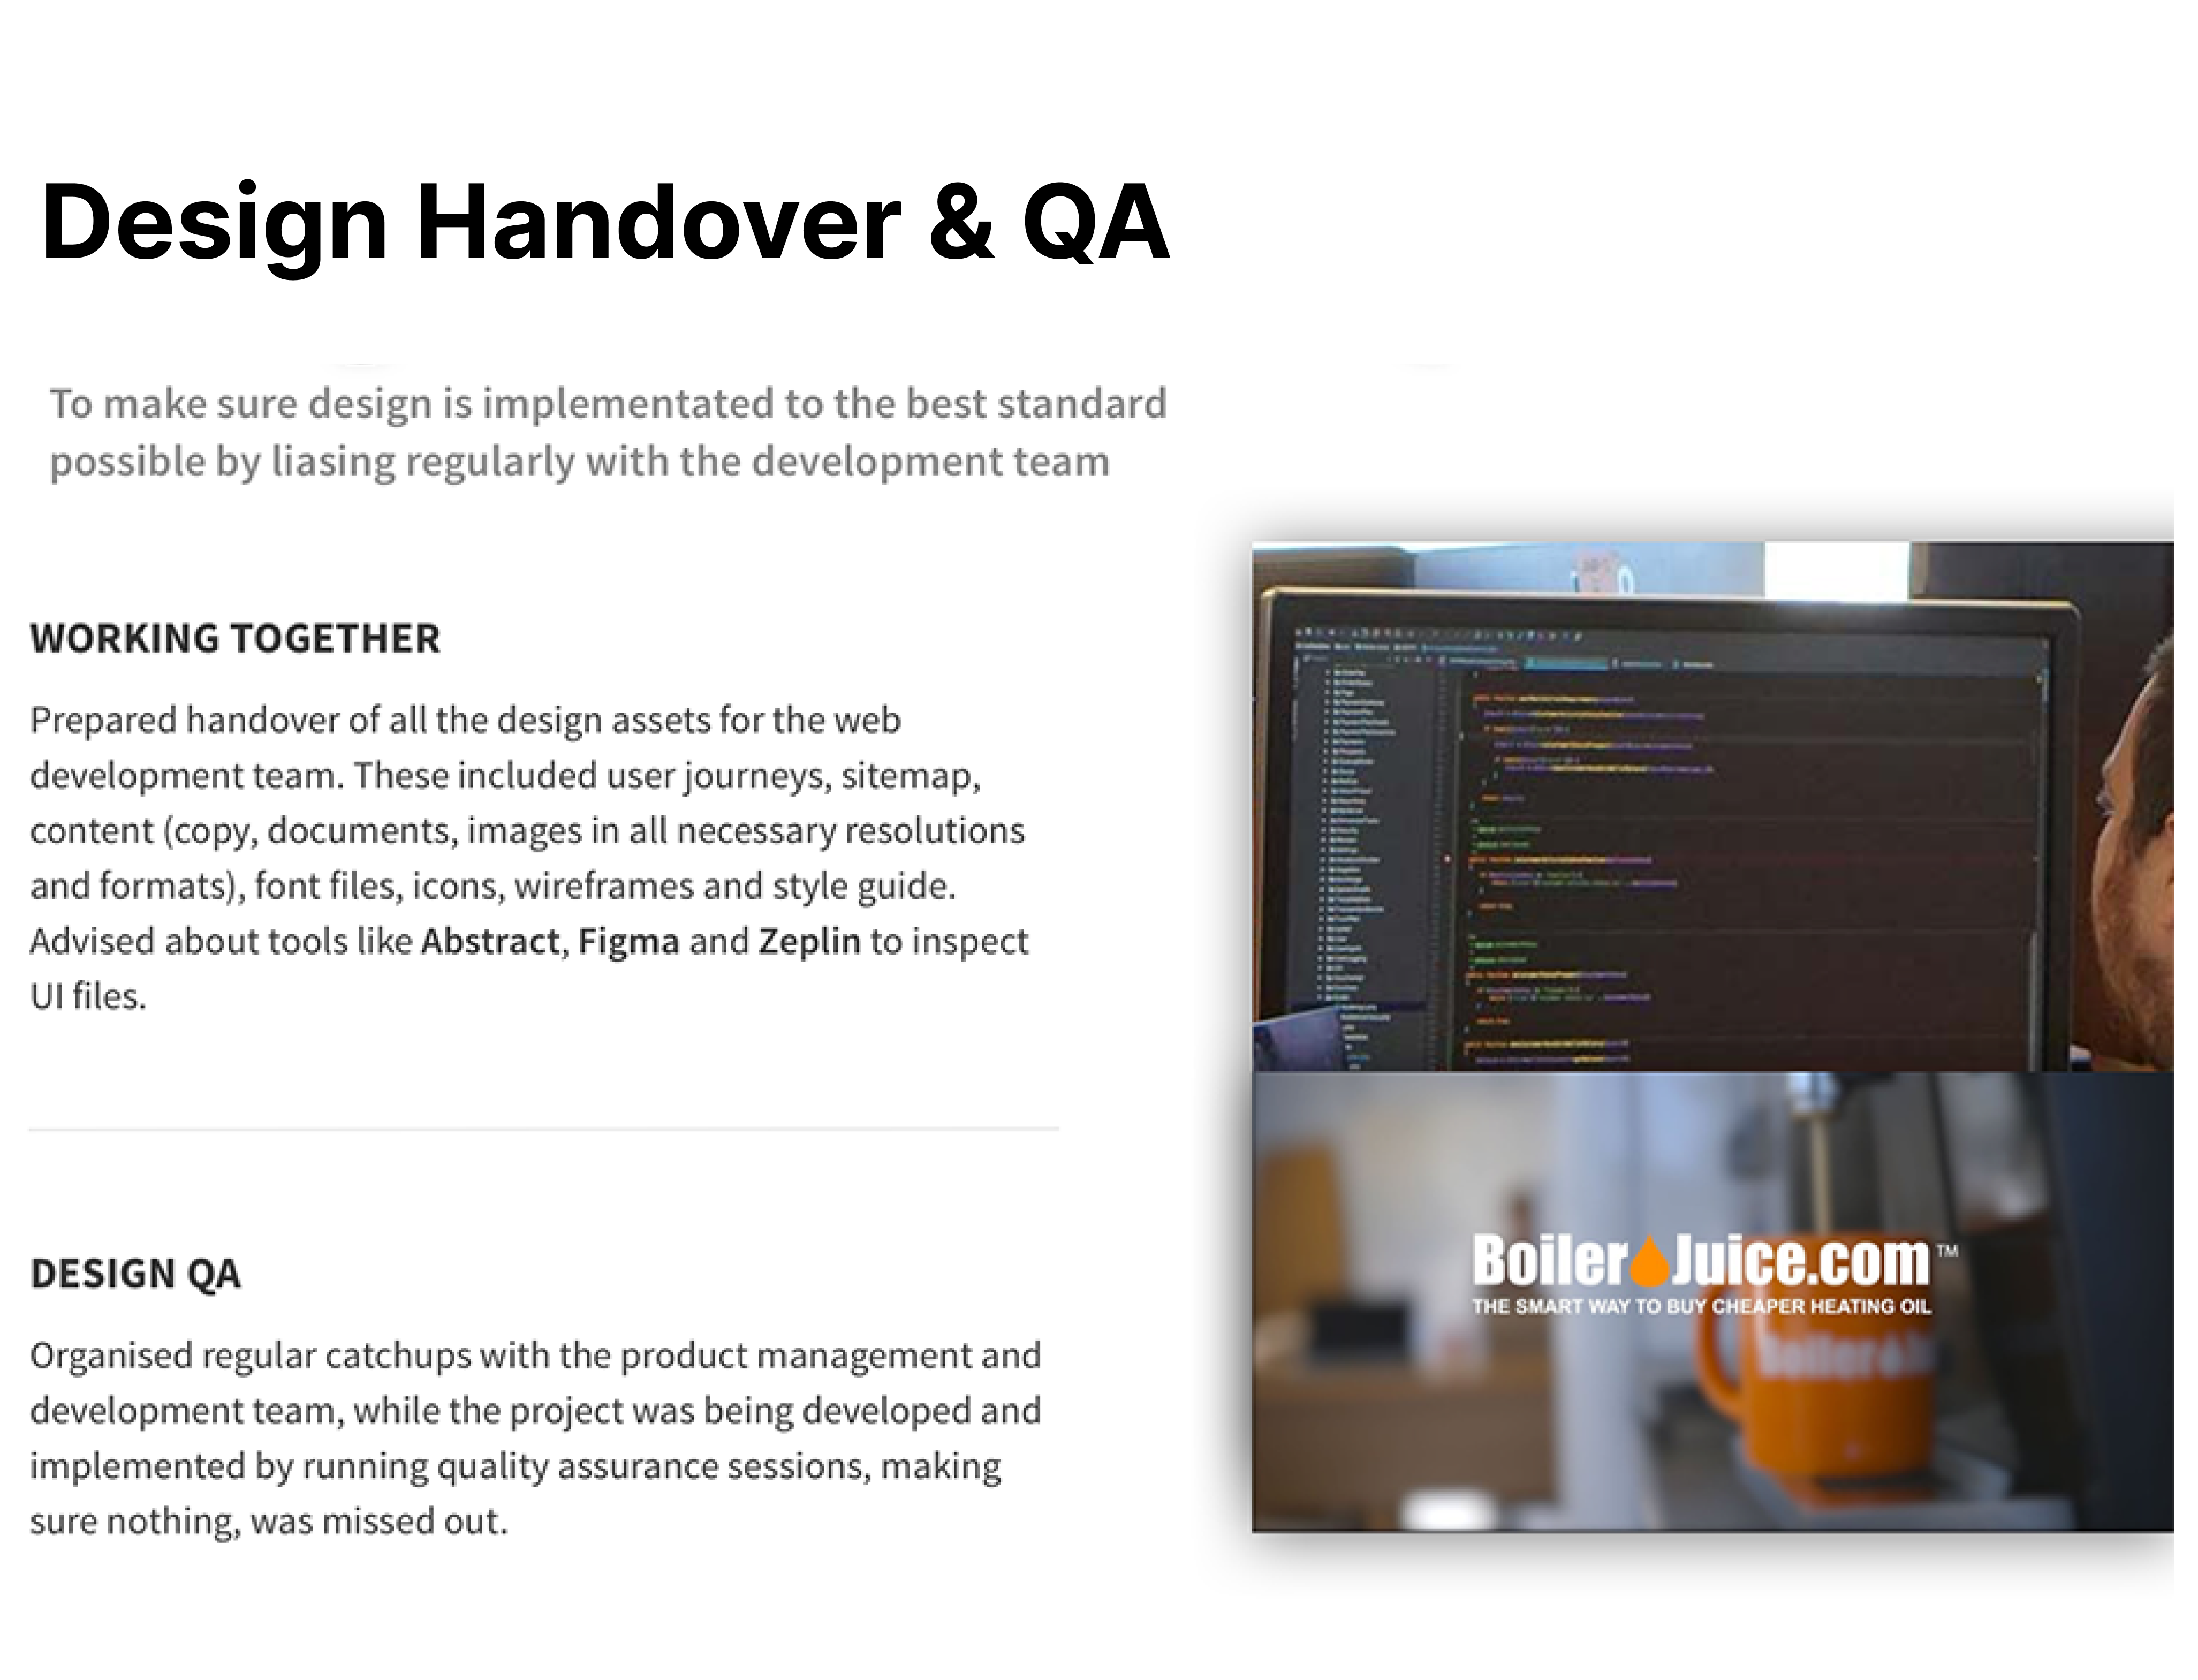 Design Handover & QA
To make sure design is implementated to the best standard
possible by liasing regularly with the development team
WORKING TOGETHER
Prepared handover of all the design assets for the web
development team. These included user journeys, sitemap,
content (copy, documents, images in all necessary resolutions
and formats), font files, icons, wireframes and style guide.
Advised about tools like Abstract, Figma and Zeplin to inspect
UI files.
DESIGN QA
Organised regular catchups with the product management and
development team, while the project was being developed and
implemented by running quality assurance sessions, making
sure nothing, was missed out.
BoilerJuice.com™
THE SMART WAY TO BUY CHEAPER HEATING OIL